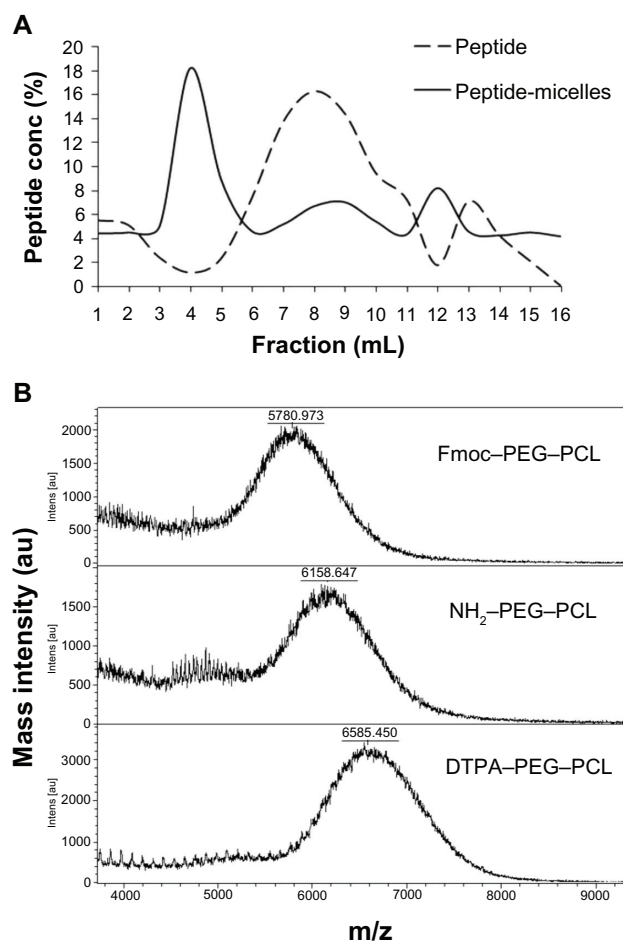 A
Peptide conc (%)
20
18
16
14
12
10
8
6
4
2
0
Peptide
Peptide-micelles
1 2 3 4 5 6 7 8 9 10 11 12 13 14 15 16
Fraction (mL)
B
Mass intensity (au)
5780.973
Fmoc–PEG–PCL
Intens [au]
2000
1500
1000
500
0
6158.647
NH₂–PEG–PCL
Intens [au]
1500
1000
500
0
6585.450
DTPA–PEG–PCL
Intens [au]
3000
2000
1000
0
4000 5000 6000 7000 8000 9000
m/z